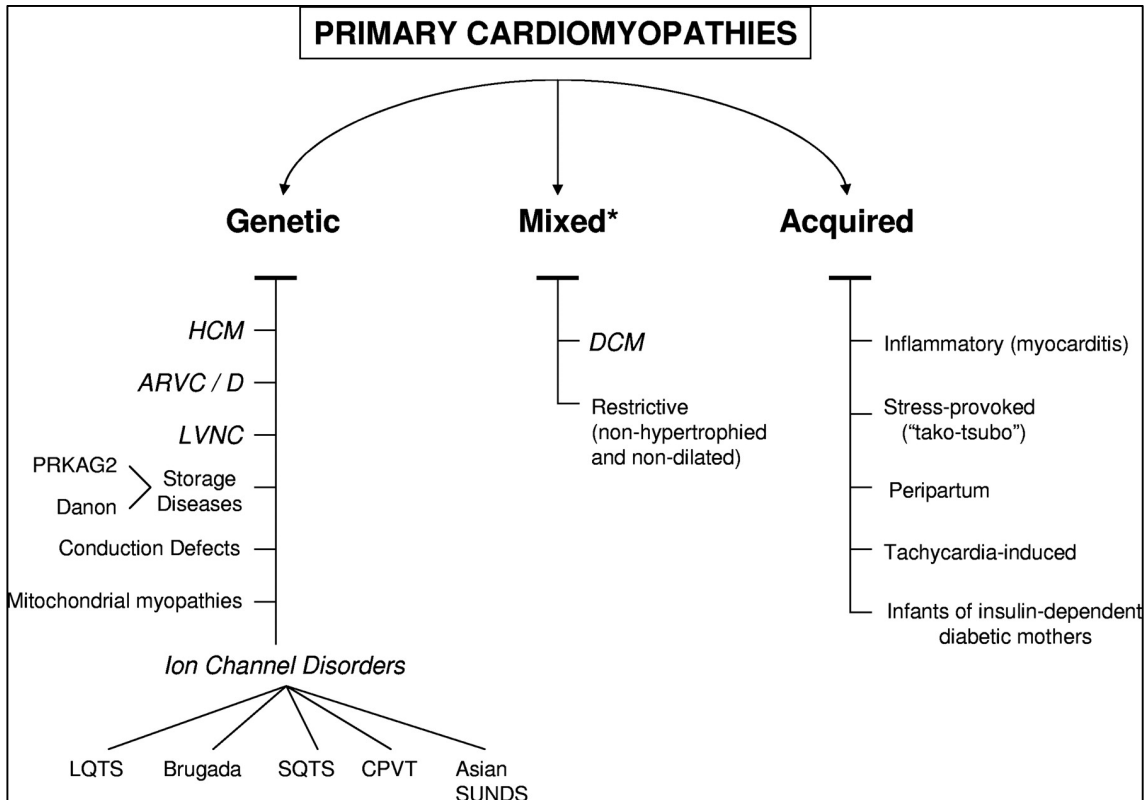 PRIMARY CARDIOMYOPATHIES
Genetic
HCM
ARVC / D
LVNC
PRKAG2
Danon
Storage
Diseases
Conduction Defects
Mitochondrial myopathies
Ion Channel Disorders
LQTS
Brugada
SQTS
CPVT
Asian
SUNDS
Mixed*
DCM
Restrictive
(non-hypertrophied
and non-dilated)
Acquired
Inflammatory (myocarditis)
Stress-provoked
(“tako-tsubo”)
Peripartum
Tachycardia-induced
Infants of insulin-dependent
diabetic mothers